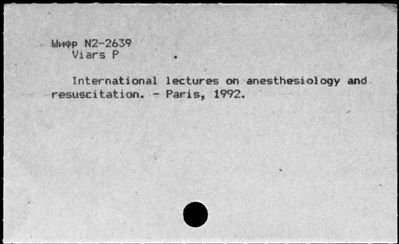 Шифр N2-2639
Viars P
International lectures on anesthesiology and
resuscitation. - Paris, 1992.